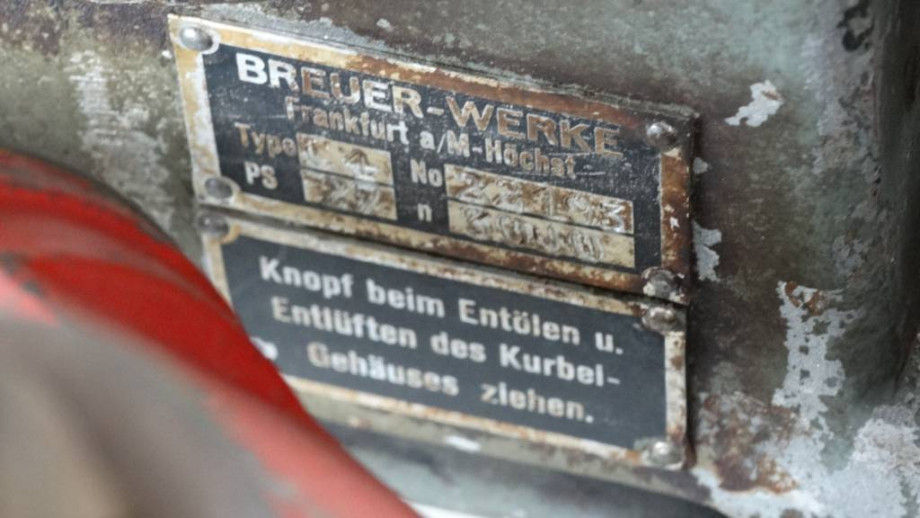 BREUER-WERKE
Frankfurt a/M-Höchst
Type No
PS n
Knopf beim Entölen u.
Entlüften des Kurbel-
Gehäuses ziehen.